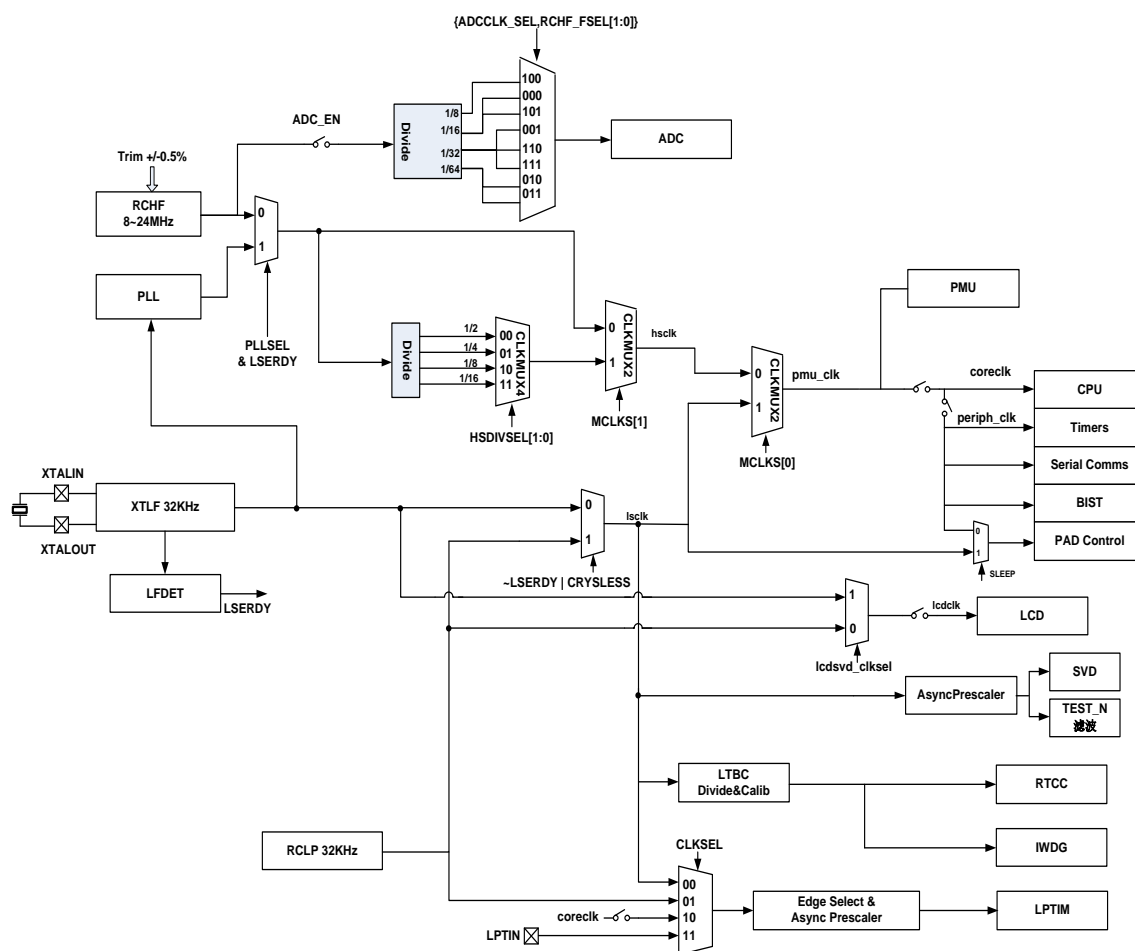 {ADCCLK_SEL,RCHF_FSEL[1:0]}
100
000
101
001
110
111
010
011
1/8
1/16
1/32
1/64
Divide
ADC_EN
ADC
Trim +/-0.5%
RCHF
8~24MHz
0
1
PLL
PLLSEL
& LSERDY
Divide
1/2
1/4
1/8
1/16
00
01
10
11
CLKMUX4
HSDIVSEL[1:0]
0
1
CLKMUX2
MCLKS[1]
hsclk
0
1
CLKMUX2
MCLKS[0]
pmu_clk
PMU
coreclk
periph_clk
CPU
Timers
Serial Comms
BIST
PAD Control
0
1
SLEEP
XTALIN
XTALOUT
XTLF 32KHz
LFDET
LSERDY
0
1
lsclk
~LSERDY | CRYSLESS
1
0
lcdsvd_clksel
lcdclk
LCD
AsyncPrescaler
SVD
TEST_N
滤波
LTBC
Divide&Calib
RTCC
IWDG
RCLP 32KHz
CLKSEL
00
01
10
11
coreclk
LPTIN
Edge Select &
Async Prescaler
LPTIM